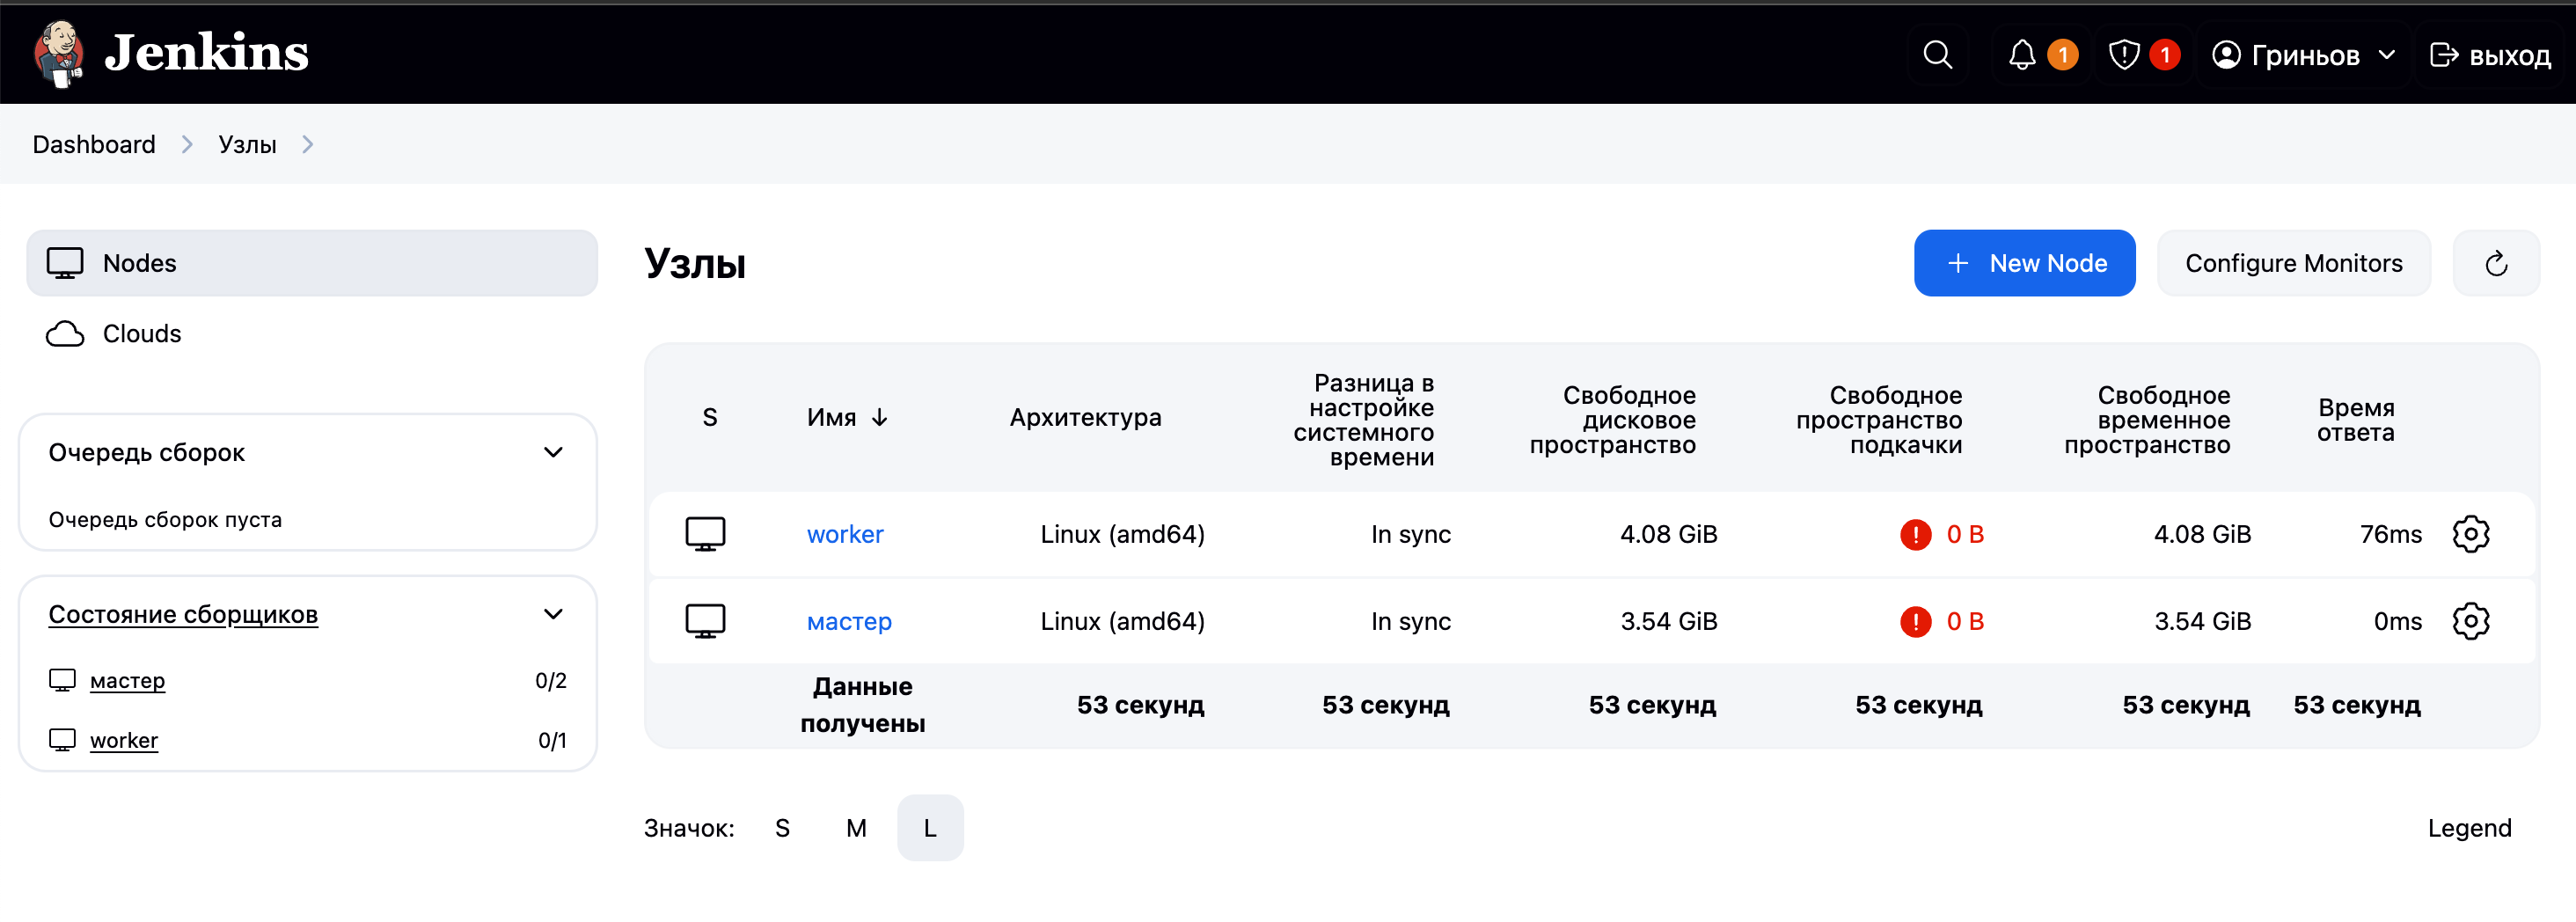 Jenkins
1
1
Гриньов
выход
Dashboard
Узлы
Nodes
Clouds
Очередь сборок
Очередь сборок пуста
Состояние сборщиков
мастер
0/2
worker
0/1
Узлы
New Node
Configure Monitors
S
Имя ↓
Архитектура
Разница в
настройке
системного
времени
Свободное
дисковое
пространство
Свободное
пространство
подкачки
Свободное
временное
пространство
Время
ответа
worker
Linux (amd64)
In sync
4.08 GiB
0 B
4.08 GiB
76ms
мастер
Linux (amd64)
In sync
3.54 GiB
0 B
3.54 GiB
0ms
Данные
получены
53 секунд
53 секунд
53 секунд
53 секунд
53 секунд
53 секунд
Значок:
S
M
L
Legend